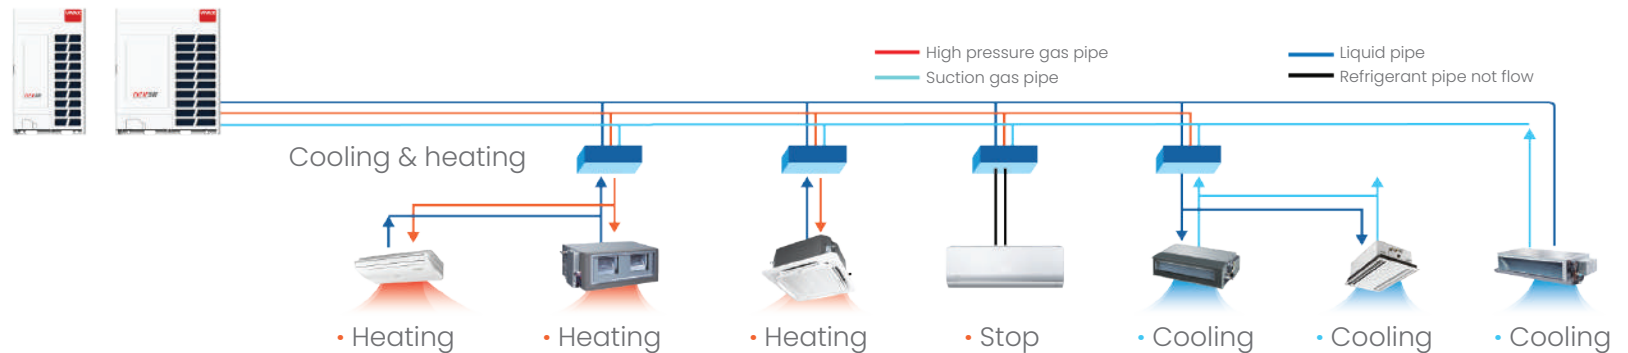 High pressure gas pipe
Suction gas pipe
Liquid pipe
Refrigerant pipe not flow
Cooling & heating
• Heating
• Heating
• Heating
• Stop
• Cooling
• Cooling
• Cooling